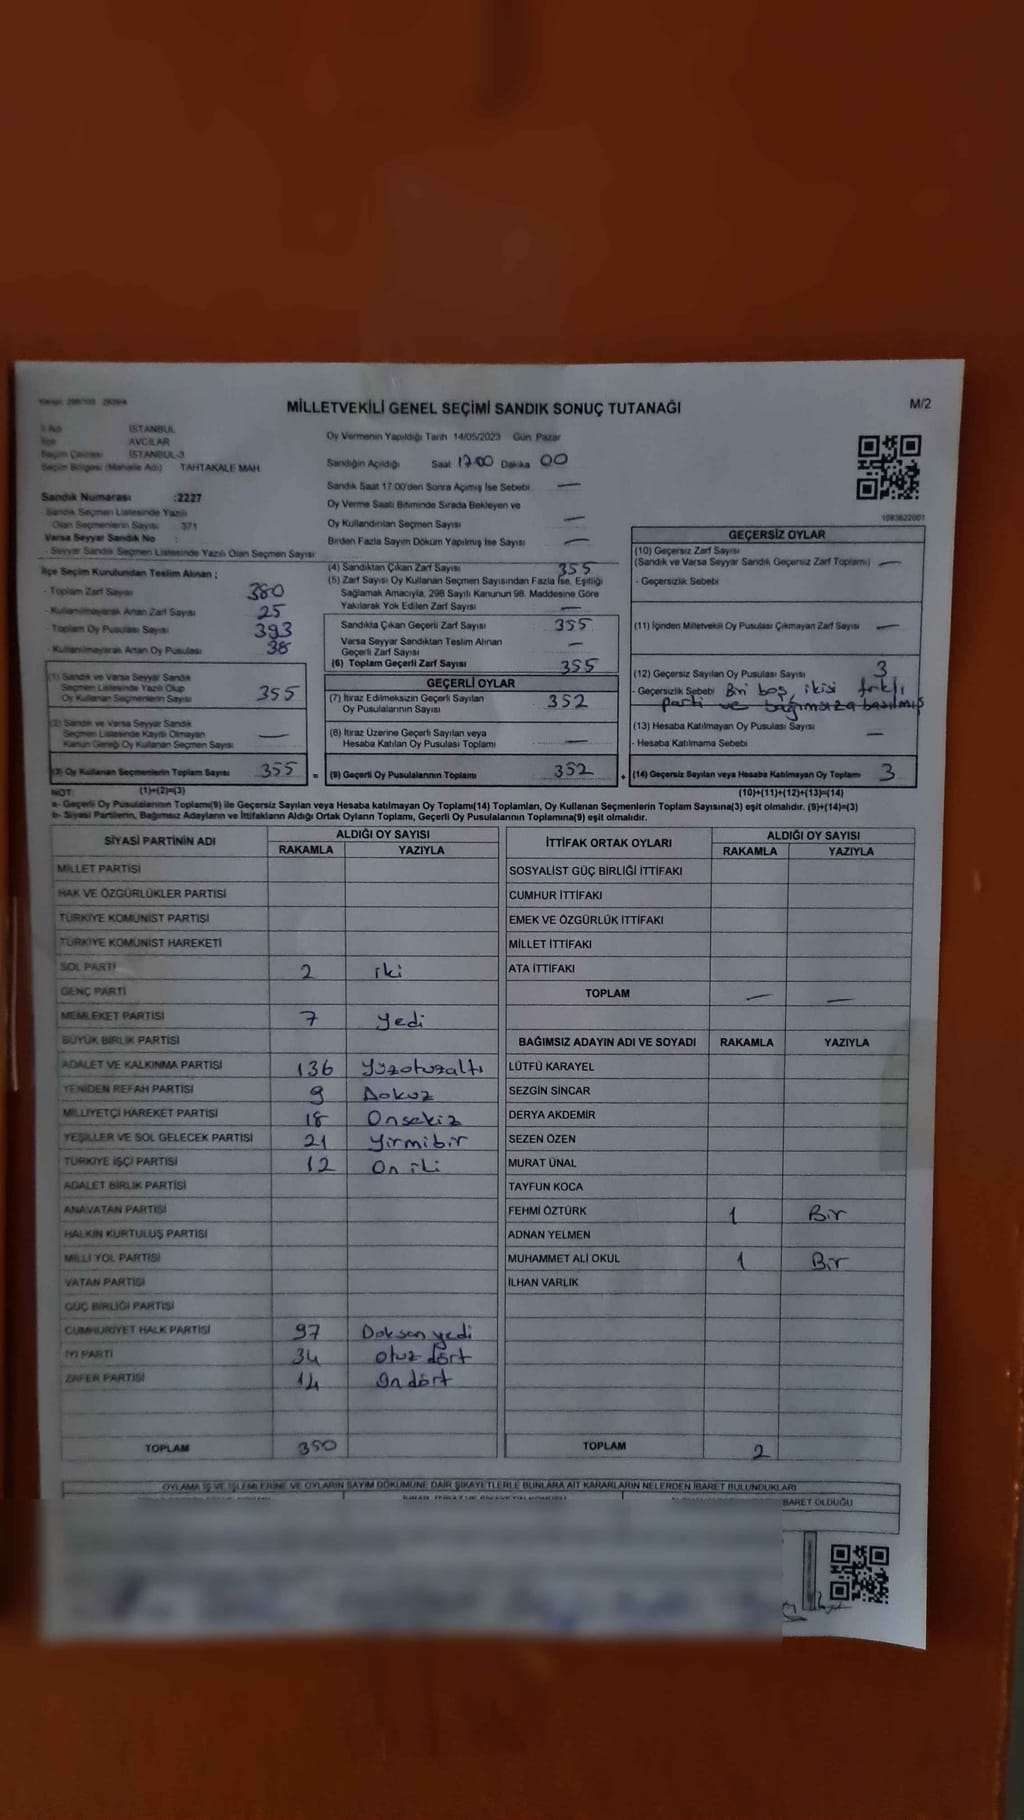 MİLLETVEKİLİ GENEL SEÇİMİ SANDIK SONUÇ TUTANAĞI
M/2
İl Adı İSTANBUL
İlçe AVCILAR
Seçim Çevresi İSTANBUL-3
Seçim Bölgesi (Mahalle Adı) TAHTAKALE MAH
Sandık Numarası :2227
Sandık Seçmen Listesinde Yazılı
Olan Seçmenlerin Sayısı 371
Varsa Seyyar Sandık No :
- Seyyar Sandık Seçmen Listesinde Yazılı Olan Seçmen Sayısı
Oy Vermenin Yapıldığı Tarih 14/05/2023 Gün Pazar
Sandığın Açıldığı Saat 17:00 Dakika 00
Sandık Saat 17.00'den Sonra Açımış İse Sebebi —
Oy Verme Saati Bitiminde Sırada Bekleyen ve
Oy Kullandırılan Seçmen Sayısı —
Birden Fazla Sayım Döküm Yapılmış İse Sayısı —
1083622001
İlçe Seçim Kurulundan Teslim Alınan ;
- Toplam Zarf Sayısı 380
- Kullanılmayarak Artan Zarf Sayısı 25
- Toplam Oy Pusulası Sayısı 393
- Kullanılmayarak Artan Oy Pusulası 38
(1) Sandık ve Varsa Seyyar Sandık
Seçmen Listesinde Yazılı Olup
Oy Kullanan Seçmenlerin Sayısı 355
(2) Sandık ve Varsa Seyyar Sandık
Seçmen Listesinde Kayıtlı Olmayan
Kanun Gereği Oy Kullanan Seçmen Sayısı —
(3) Oy Kullanan Seçmenlerin Toplam Sayısı 355
(4) Sandıktan Çıkan Zarf Sayısı 355
(5) Zarf Sayısı Oy Kullanan Seçmen Sayısından Fazla İse, Eşitliği
Sağlamak Amacıyla, 298 Sayılı Kanunun 98. Maddesine Göre
Yakılarak Yok Edilen Zarf Sayısı —
Sandıkta Çıkan Geçerli Zarf Sayısı 355
Varsa Seyyar Sandıktan Teslim Alınan
Geçerli Zarf Sayısı —
(6) Toplam Geçerli Zarf Sayısı 355
GEÇERLİ OYLAR
(7) İtiraz Edilmeksizin Geçerli Sayılan
Oy Pusulalarının Sayısı 352
(8) İtiraz Üzerine Geçerli Sayılan veya
Hesaba Katılan Oy Pusulası Toplamı —
= (9) Geçerli Oy Pusulalarının Toplamı 352
GEÇERSİZ OYLAR
(10) Geçersiz Zarf Sayısı
(Sandık ve Varsa Seyyar Sandık Geçersiz Zarf Toplamı) —
- Geçersizlik Sebebi
(11) İçinden Milletvekili Oy Pusulası Çıkmayan Zarf Sayısı —
(12) Geçersiz Sayılan Oy Pusulası Sayısı 3
- Geçersizlik Sebebi Biri boş, ikisi farklı
parti ve bağımsıza basılmış
(13) Hesaba Katılmayan Oy Pusulası Sayısı —
- Hesaba Katılmama Sebebi
+ (14) Geçersiz Sayılan veya Hesaba Katılmayan Oy Toplamı 3
NOT: (1)+(2)=(3) (10)+(11)+(12)+(13)=(14)
a- Geçerli Oy Pusulalarının Toplamı(9) ile Geçersiz Sayılan veya Hesaba katılmayan Oy Toplamı(14) Toplamları, Oy Kullanan Seçmenlerin Toplam Sayısına(3) eşit olmalıdır. (9)+(14)=(3)
b- Siyasi Partilerin, Bağımsız Adayların ve İttifakların Aldığı Ortak Oyların Toplamı, Geçerli Oy Pusulalarının Toplamına(9) eşit olmalıdır.
SİYASİ PARTİNİN ADI ALDIĞI OY SAYISI
RAKAMLA YAZIYLA
MİLLET PARTİSİ
HAK VE ÖZGÜRLÜKLER PARTİSİ
TÜRKİYE KOMÜNİST PARTİSİ
TÜRKİYE KOMÜNİST HAREKETİ
SOL PARTİ 2 iki
GENÇ PARTİ
MEMLEKET PARTİSİ 7 yedi
BÜYÜK BİRLİK PARTİSİ
ADALET VE KALKINMA PARTİSİ 136 Yüzotuzaltı
YENİDEN REFAH PARTİSİ 9 Dokuz
MİLLİYETÇİ HAREKET PARTİSİ 18 Onsekiz
YEŞİLLER VE SOL GELECEK PARTİSİ 21 Yirmibir
TÜRKİYE İŞÇİ PARTİSİ 12 On iki
ADALET BİRLİK PARTİSİ
ANAVATAN PARTİSİ
HALKIN KURTULUŞ PARTİSİ
MİLLİ YOL PARTİSİ
VATAN PARTİSİ
GÜÇ BİRLİĞİ PARTİSİ
CUMHURİYET HALK PARTİSİ 97 Doksan yedi
İYİ PARTİ 34 otuz dört
ZAFER PARTİSİ 14 on dört
TOPLAM 350
İTTİFAK ORTAK OYLARI ALDIĞI OY SAYISI
RAKAMLA YAZIYLA
SOSYALİST GÜÇ BİRLİĞİ İTTİFAKI
CUMHUR İTTİFAKI
EMEK VE ÖZGÜRLÜK İTTİFAKI
MİLLET İTTİFAKI
ATA İTTİFAKI
TOPLAM — —
BAĞIMSIZ ADAYIN ADI VE SOYADI RAKAMLA YAZIYLA
LÜTFÜ KARAYEL
SEZGİN SİNCAR
DERYA AKDEMİR
SEZEN ÖZEN
MURAT ÜNAL
TAYFUN KOCA
FEHMİ ÖZTÜRK 1 Bir
ADNAN YELMEN
MUHAMMET ALİ OKUL 1 Bir
İLHAN VARLIK
TOPLAM 2
OYLAMA İŞ VE İŞLEMLERİNE VE OYLARIN SAYIM DÖKÜMÜNE DAİR ŞİKAYETLERLE BUNLARA AİT KARARLARIN NELERDEN İBARET BULUNDUKLARI
BARET OLDUĞU